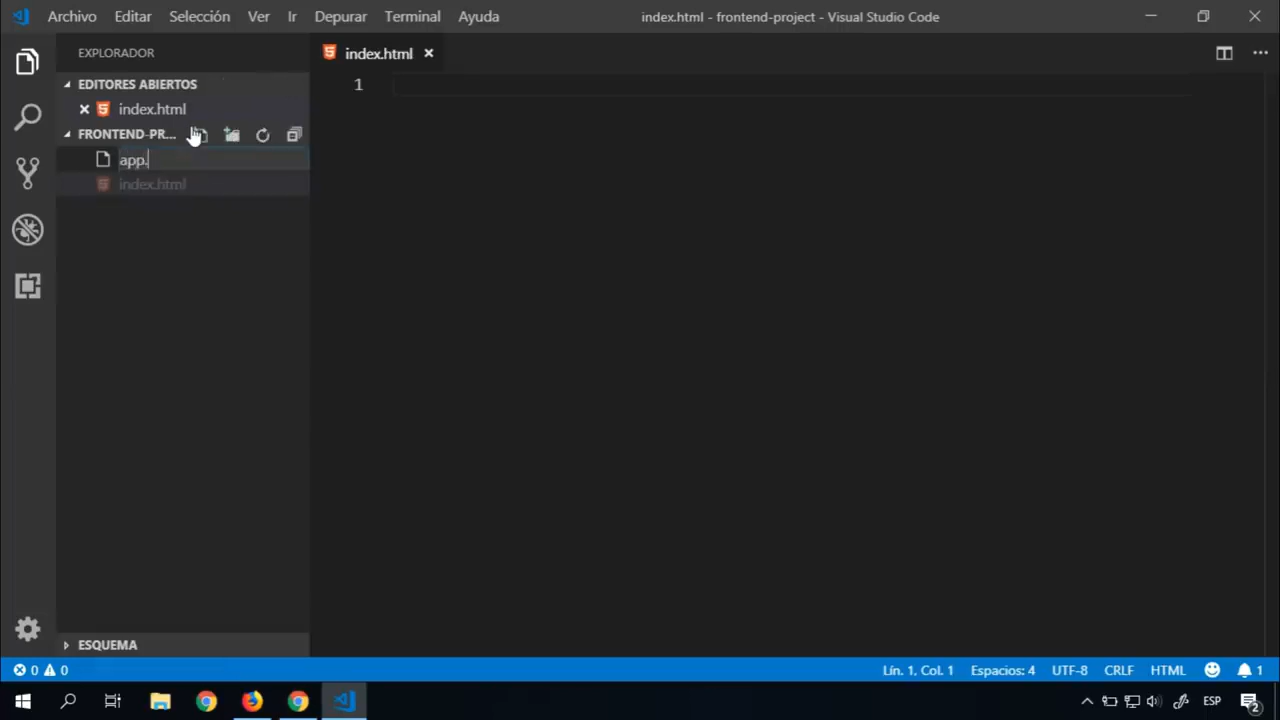 Archivo Editar Selección Ver Ir Depurar Terminal Ayuda index.html - frontend-project - Visual Studio Code
EXPLORADOR
index.html
EDITORES ABIERTOS
index.html
FRONTEND-PR...
app.
index.html
1
ESQUEMA
0 0 Lín. 1, Col. 1 Espacios: 4 UTF-8 CRLF HTML 1
ESP 2